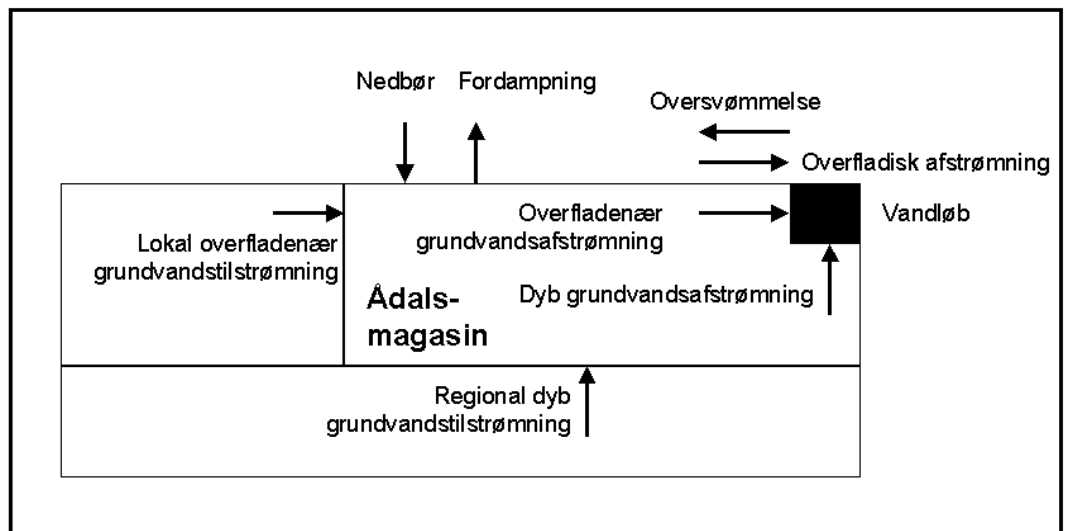 Nedbør
Fordampning
Oversvømmelse
Overfladisk afstrømning
Overfladenær
grundvandsafstrømning
Vandløb
Lokal overfladenær
grundvandstilstrømning
Dyb grundvandsafstrømning
Ådals-
magasin
Regional dyb
grundvandstilstrømning